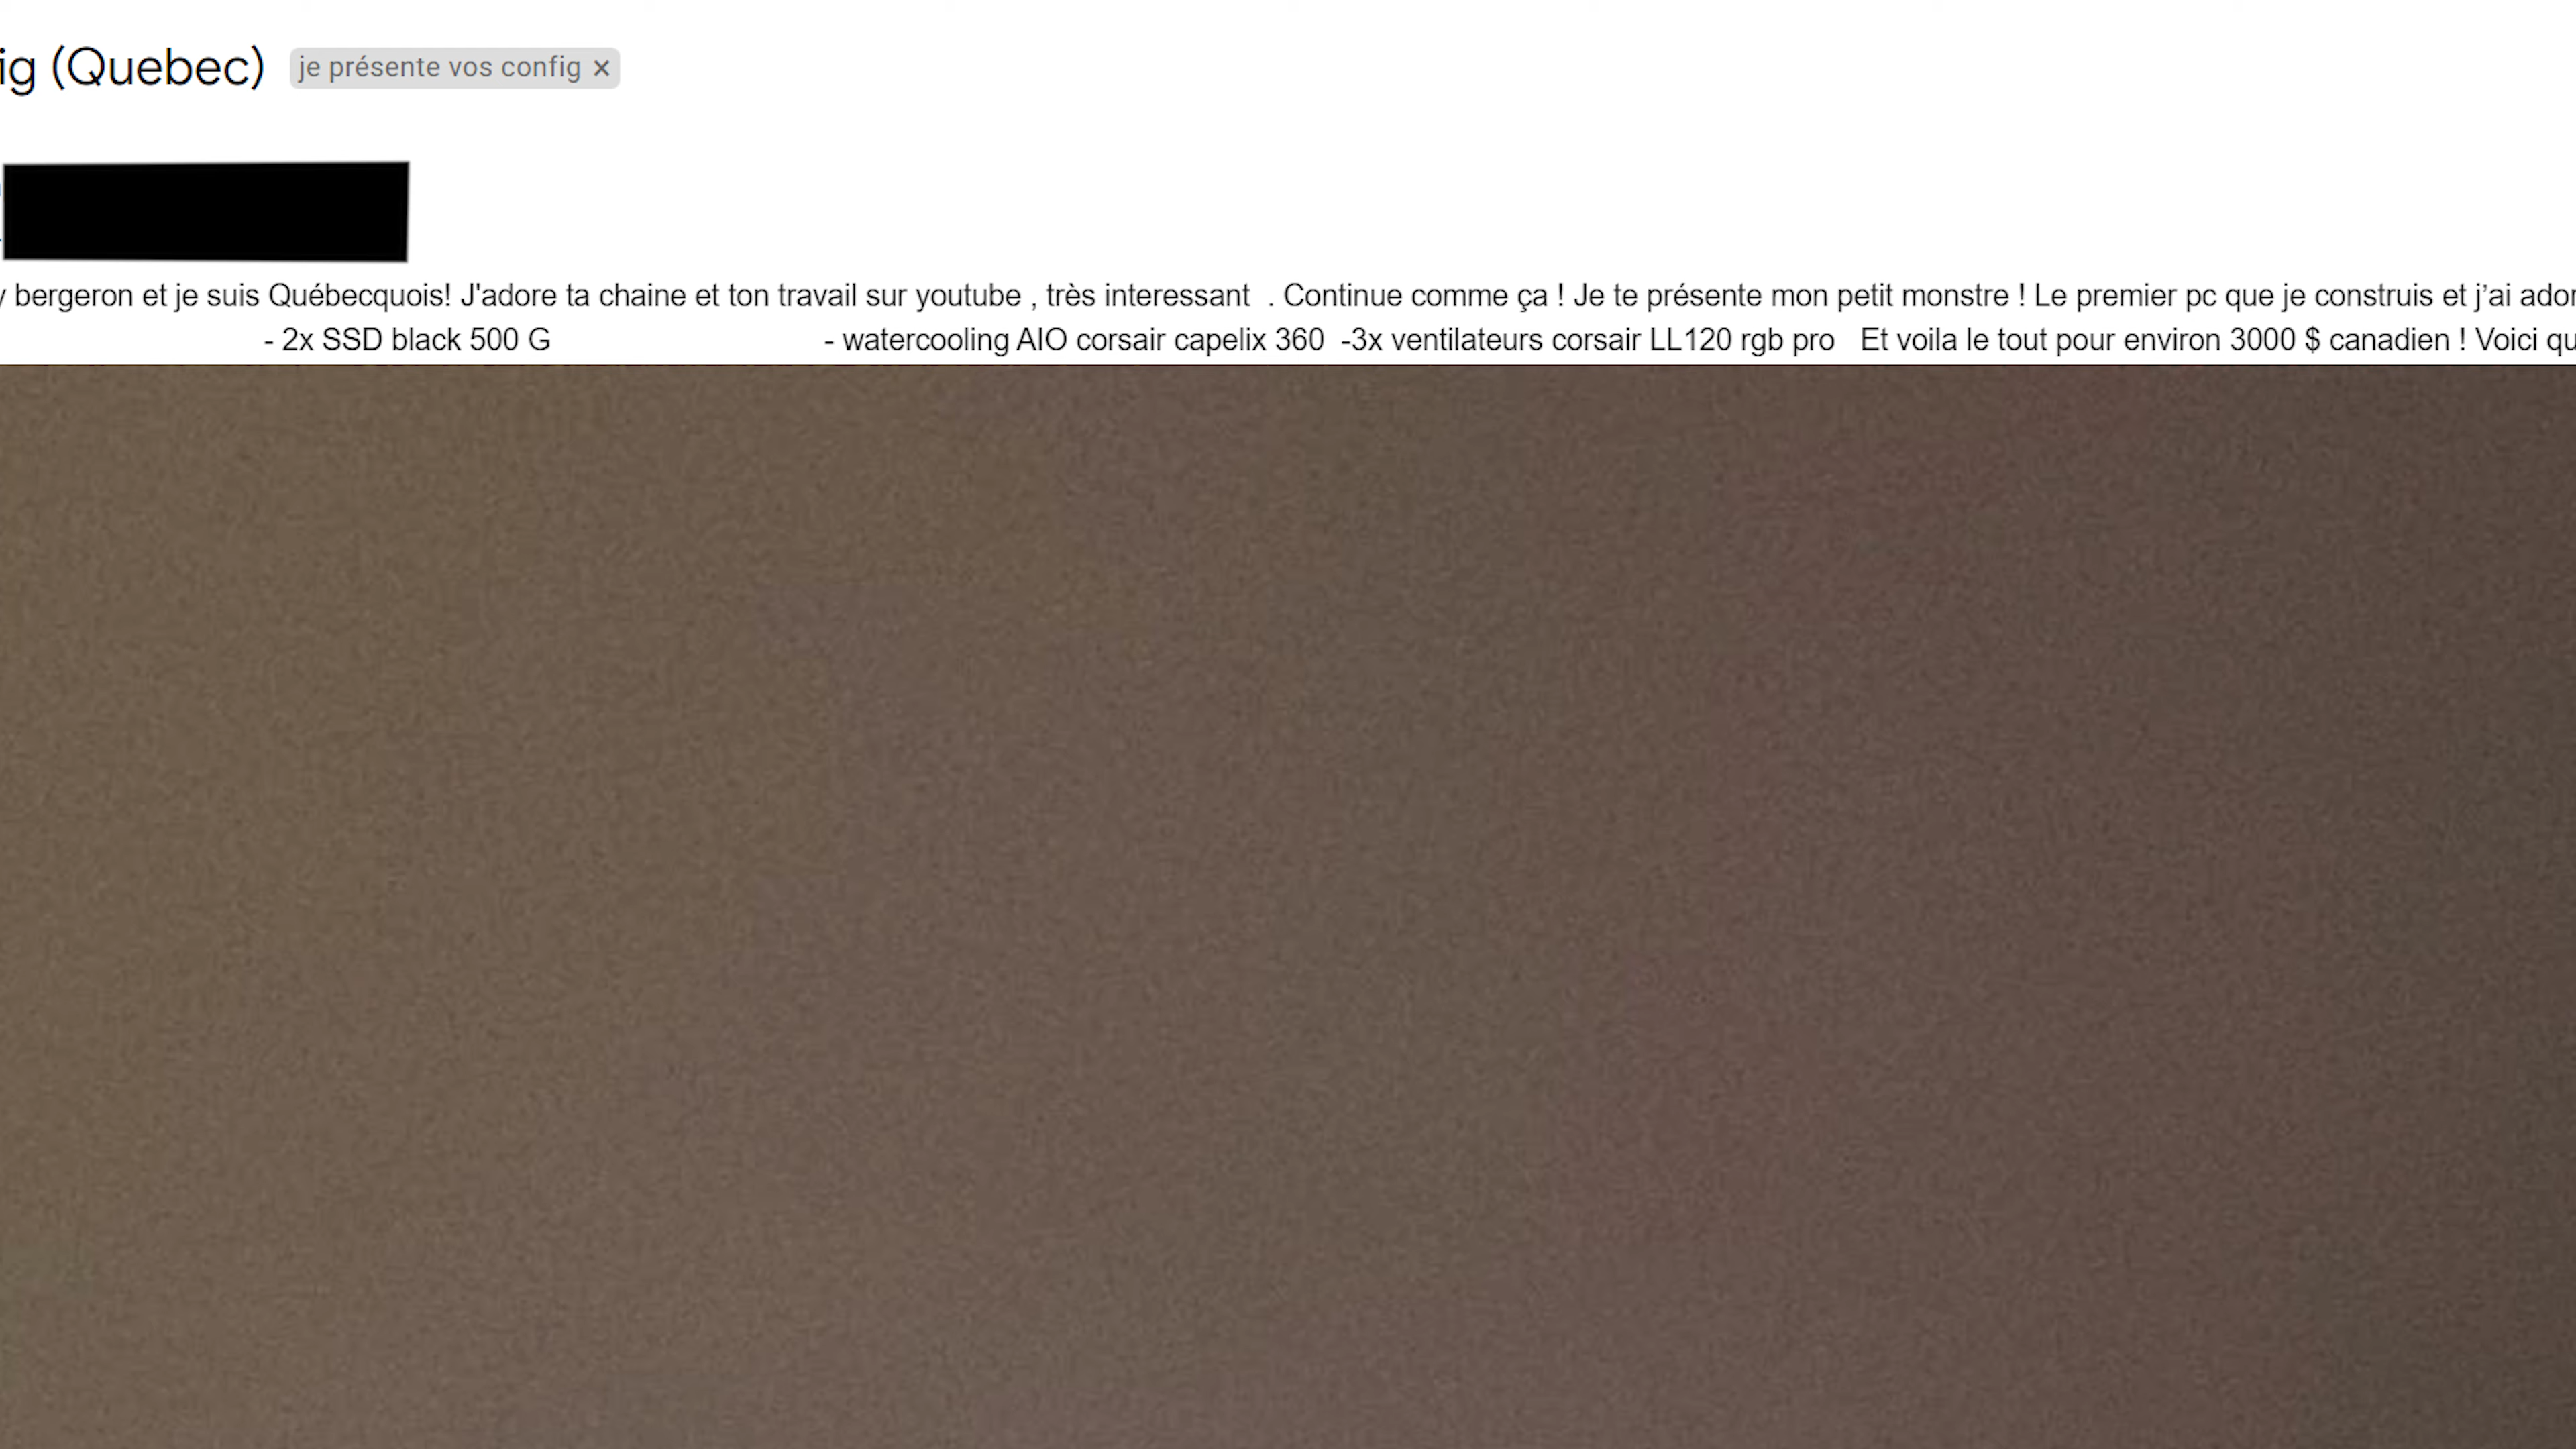 ig (Quebec) je présente vos config ×
y bergeron et je suis Québecquois! J'adore ta chaine et ton travail sur youtube , très interessant . Continue comme ça ! Je te présente mon petit monstre ! Le premier pc que je construis et j’ai ador
- 2x SSD black 500 G - watercooling AIO corsair capelix 360 -3x ventilateurs corsair LL120 rgb pro Et voila le tout pour environ 3000 $ canadien ! Voici qu